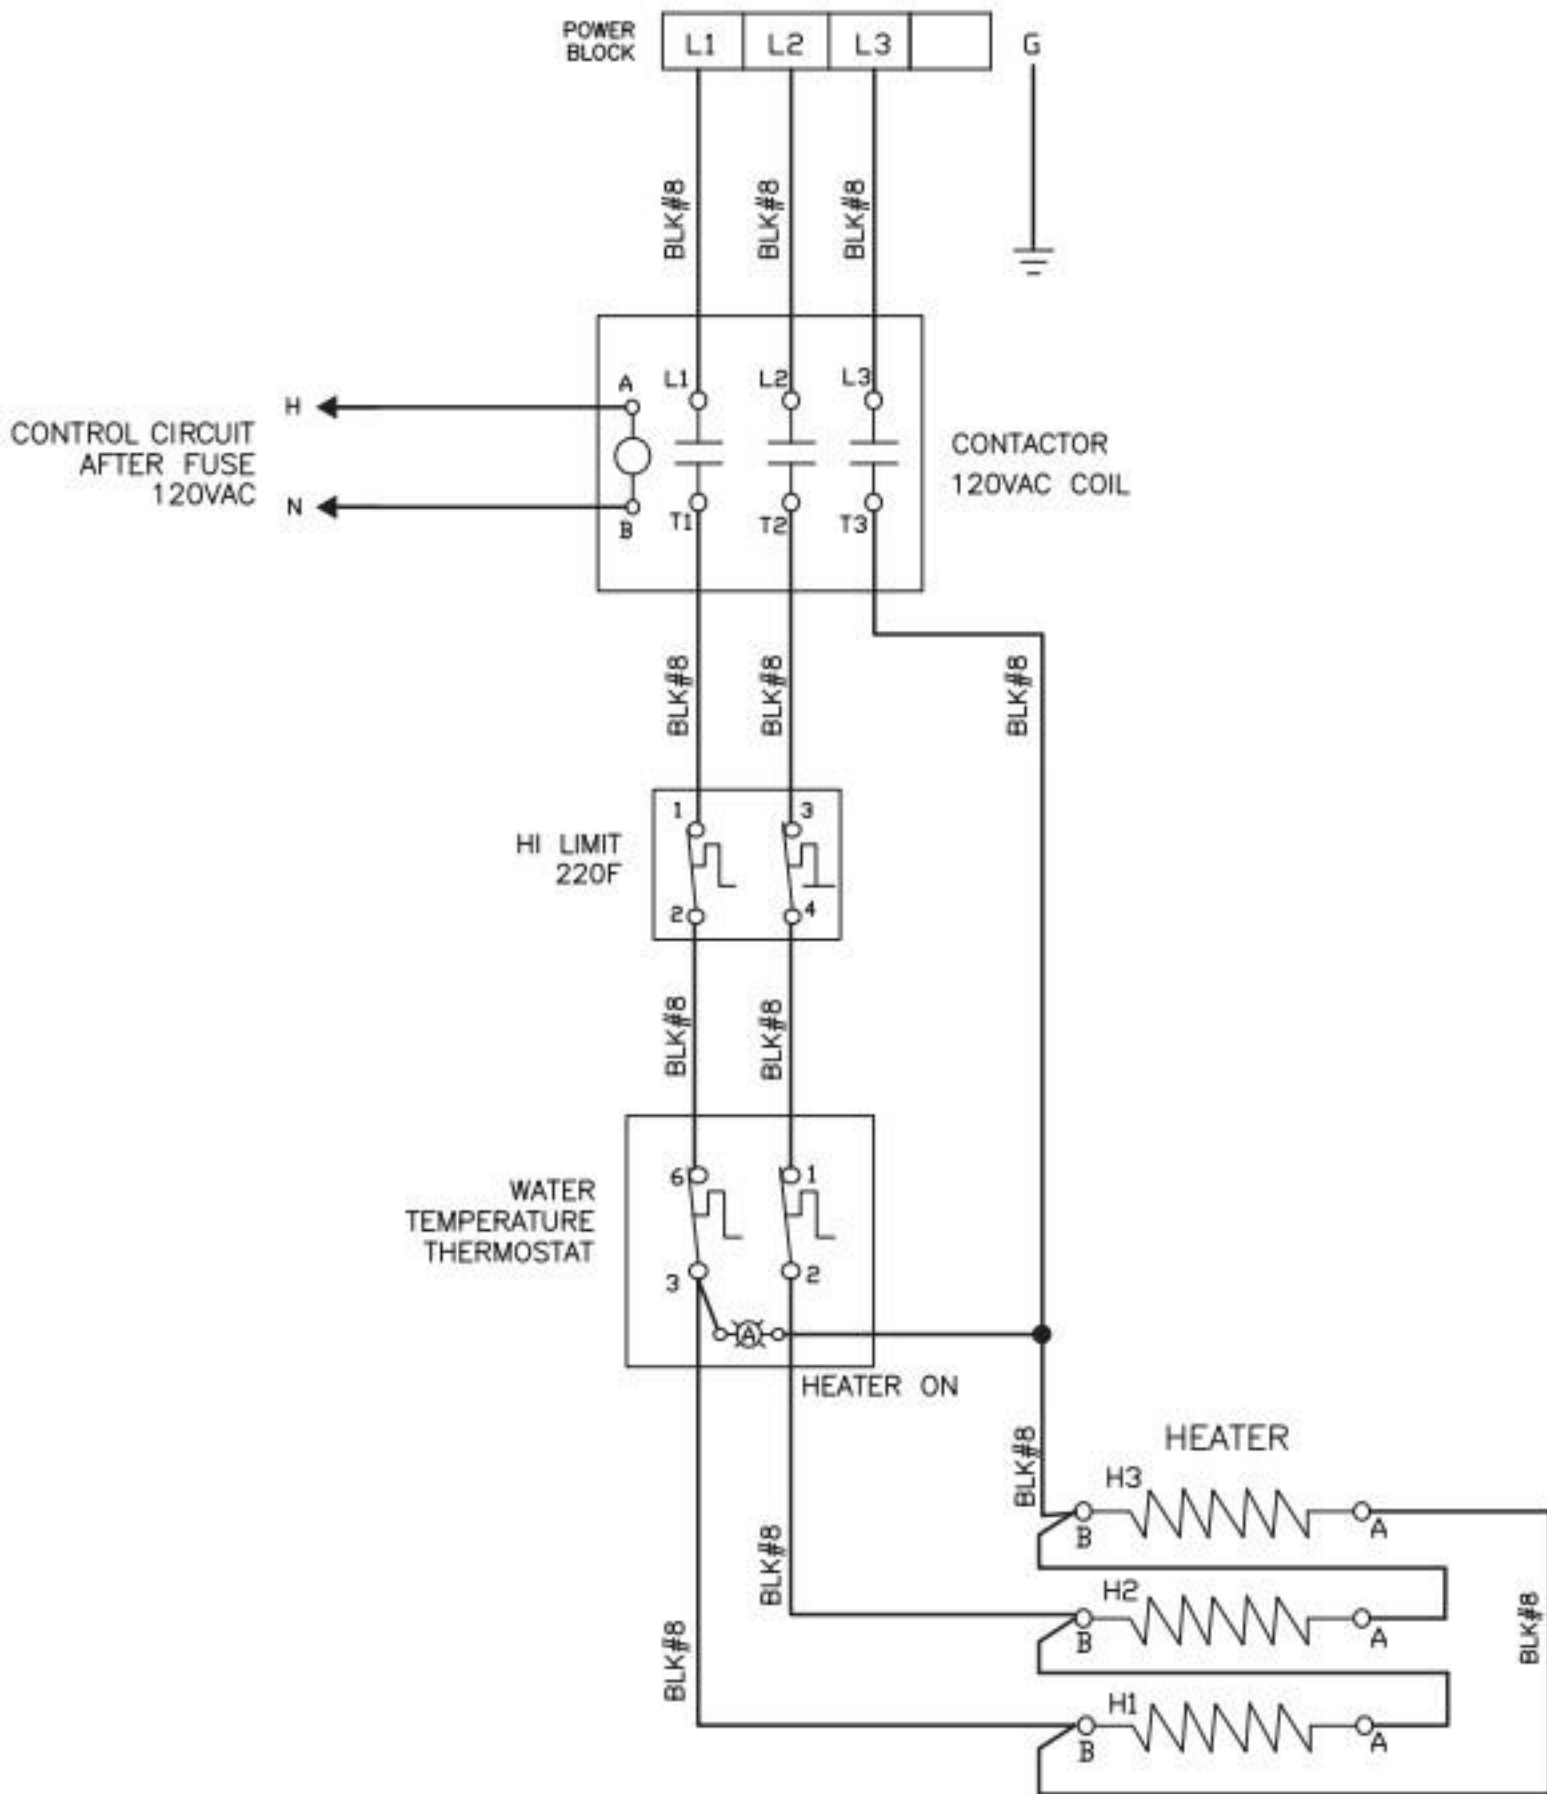 POWER
BLOCK
L1 L2 L3 G
BLK#8 BLK#8 BLK#8
A L1 L2 L3
H
CONTROL CIRCUIT
AFTER FUSE
120VAC
N
CONTACTOR
120VAC COIL
B T1 T2 T3
BLK#8 BLK#8 BLK#8
1 3
HI LIMIT
220F
2 4
BLK#8 BLK#8
6 1
WATER
TEMPERATURE
THERMOSTAT
3 2
A
HEATER ON
HEATER
BLK#8
H3
B A
BLK#8
H2
B A
BLK#8
BLK#8
H1
B A